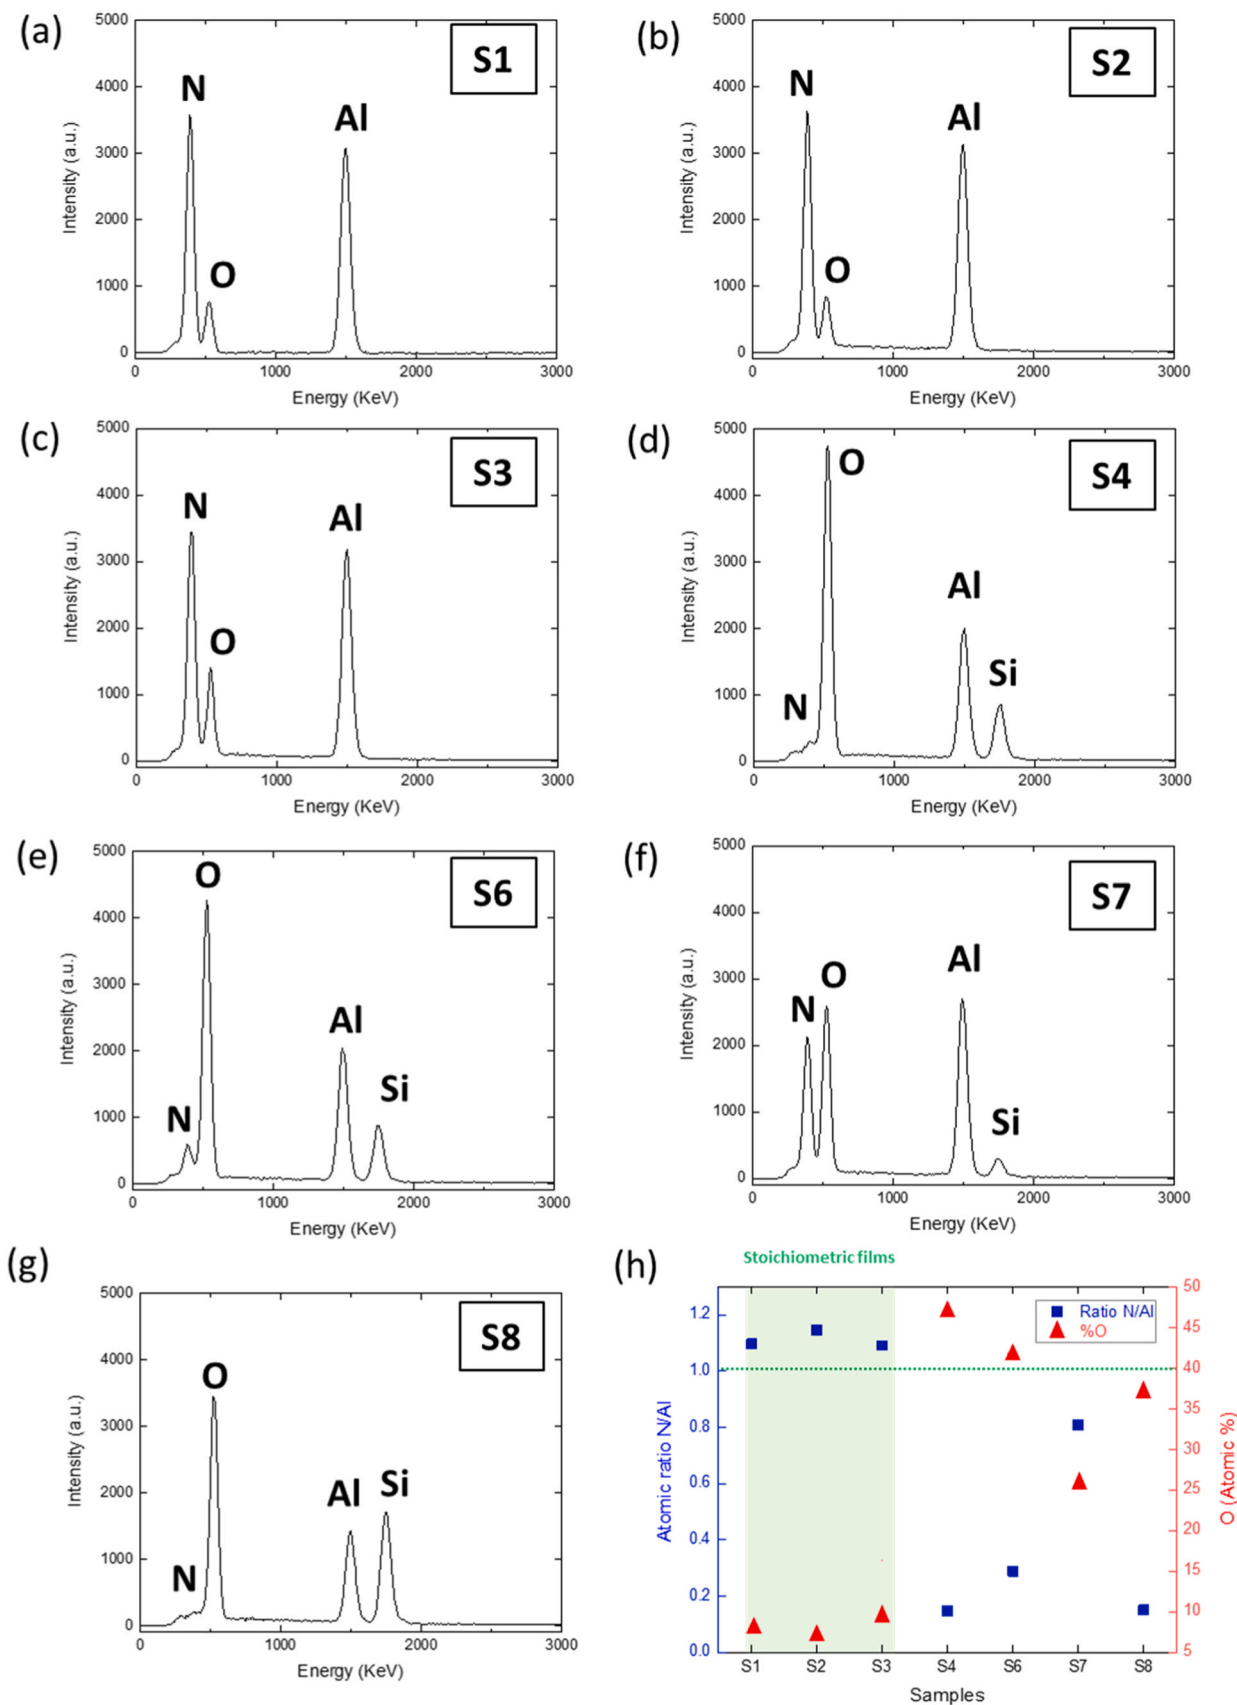 (a)
S1
5000
4000
3000
2000
1000
0
Intensity (a.u.)
N
O
Al
0
1000
2000
3000
Energy (KeV)
(b)
S2
5000
4000
3000
2000
1000
0
Intensity (a.u.)
N
O
Al
0
1000
2000
3000
Energy (KeV)
(c)
S3
5000
4000
3000
2000
1000
0
Intensity (a.u.)
N
O
Al
0
1000
2000
3000
Energy (KeV)
(d)
S4
5000
4000
3000
2000
1000
0
Intensity (a.u.)
N
O
Al
Si
0
1000
2000
3000
Energy (KeV)
(e)
S6
5000
4000
3000
2000
1000
0
Intensity (a.u.)
N
O
Al
Si
0
1000
2000
3000
Energy (KeV)
(f)
S7
5000
4000
3000
2000
1000
0
Intensity (a.u.)
N
O
Al
Si
0
1000
2000
3000
Energy (KeV)
(g)
S8
5000
4000
3000
2000
1000
0
Intensity (a.u.)
N
O
Al
Si
0
1000
2000
3000
Energy (KeV)
(h)
Stoichiometric films
Ratio N/Al
%O
1.2
1.0
0.8
0.6
0.4
0.2
0.0
Atomic ratio N/Al
50
45
40
35
30
25
20
15
10
5
O (Atomic %)
S1
S2
S3
S4
S6
S7
S8
Samples